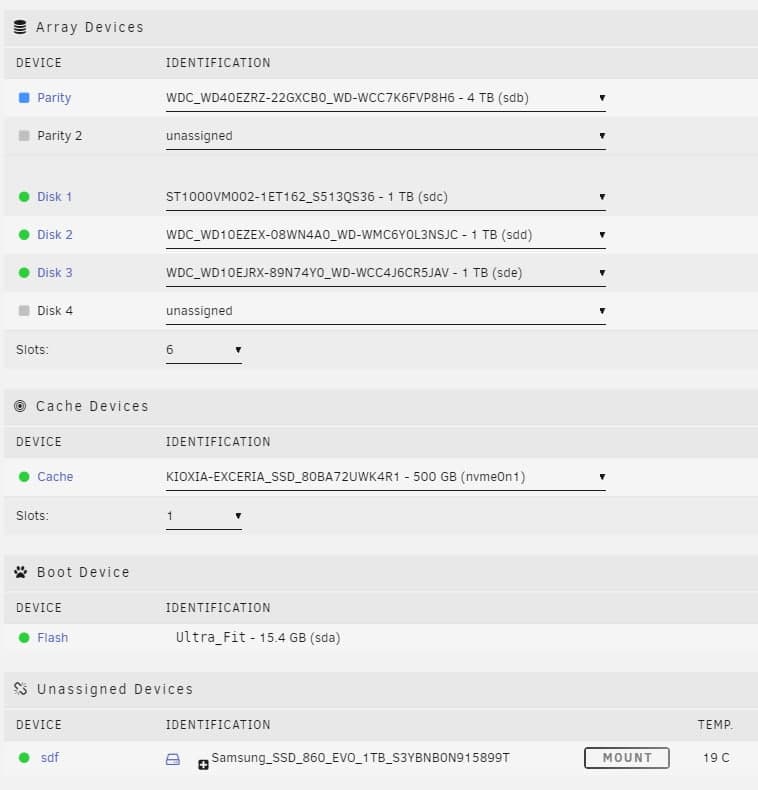 Array Devices
DEVICE IDENTIFICATION
Parity WDC_WD40EZRZ-22GXCB0_WD-WCC7K6FVP8H6 - 4 TB (sdb)
Parity 2 unassigned
Disk 1 ST1000VM002-1ET162_S513QS36 - 1 TB (sdc)
Disk 2 WDC_WD10EZEX-08WN4A0_WD-WMC6Y0L3NSJC - 1 TB (sdd)
Disk 3 WDC_WD10EJRX-89N74Y0_WD-WCC4J6CR5JAV - 1 TB (sde)
Disk 4 unassigned
Slots: 6
Cache Devices
DEVICE IDENTIFICATION
Cache KIOXIA-EXCERIA_SSD_80BA72UWK4R1 - 500 GB (nvme0n1)
Slots: 1
Boot Device
DEVICE IDENTIFICATION
Flash Ultra_Fit - 15.4 GB (sda)
Unassigned Devices
DEVICE IDENTIFICATION TEMP.
sdf Samsung_SSD_860_EVO_1TB_S3YBNB0N915899T MOUNT 19 C